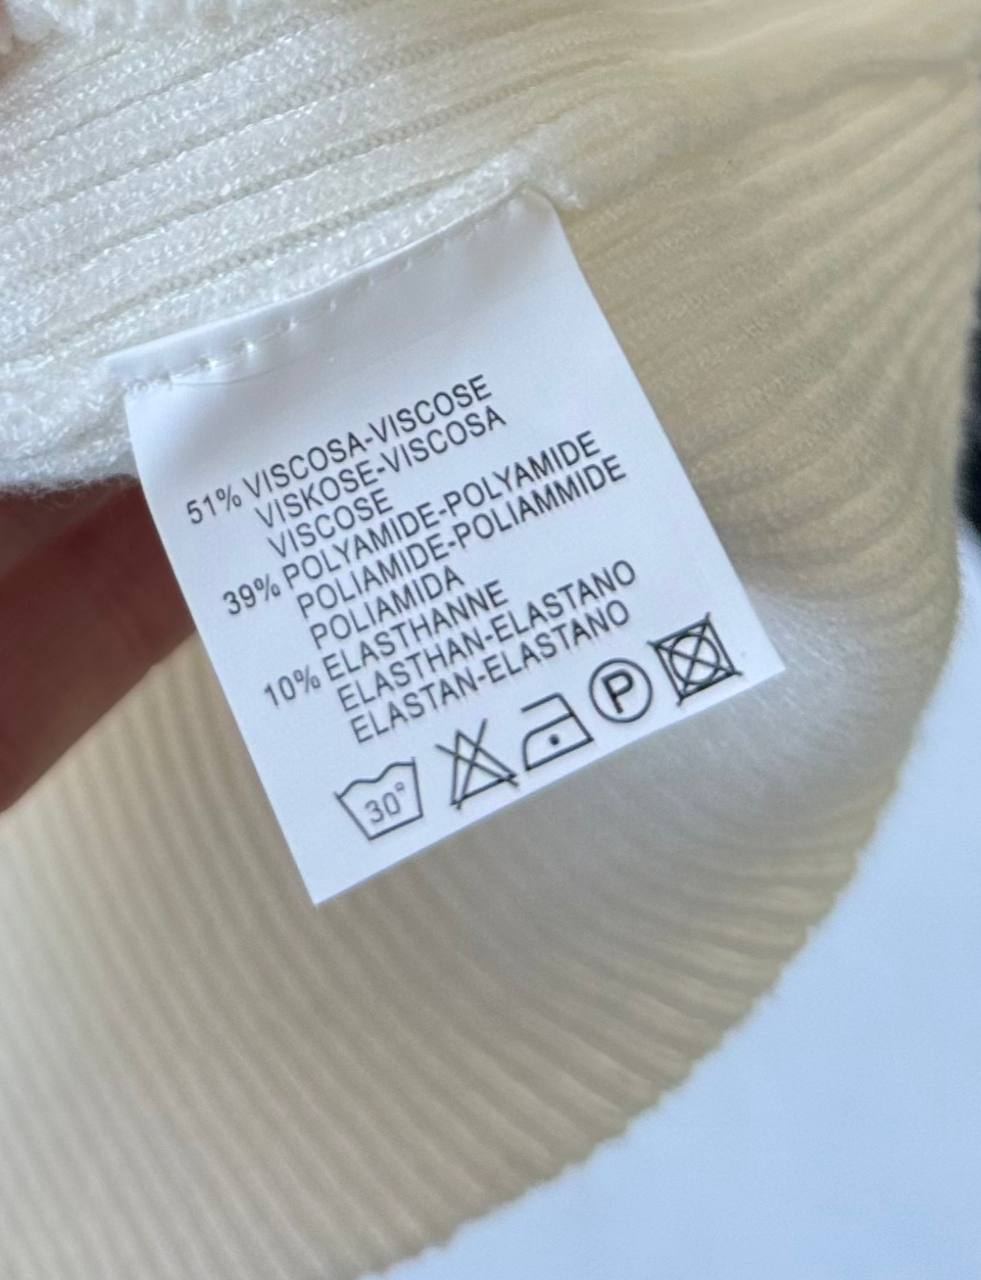 51% VISCOSA-VISCOSE
VISKOSE-VISCOSA
VISCOSE
39% POLYAMIDE-POLYAMIDE
POLIAMIDE-POLIAMMIDE
POLIAMIDA
10% ELASTHANNE
ELASTHAN-ELASTANO
ELASTAN-ELASTANO
30° P